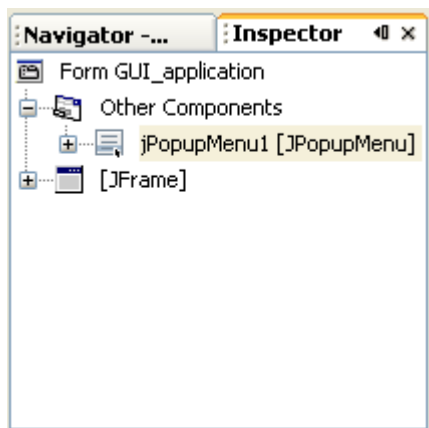 Navigator -... Inspector
Form GUI_application
Other Components
jPopupMenu1 [JPopupMenu]
[JFrame]